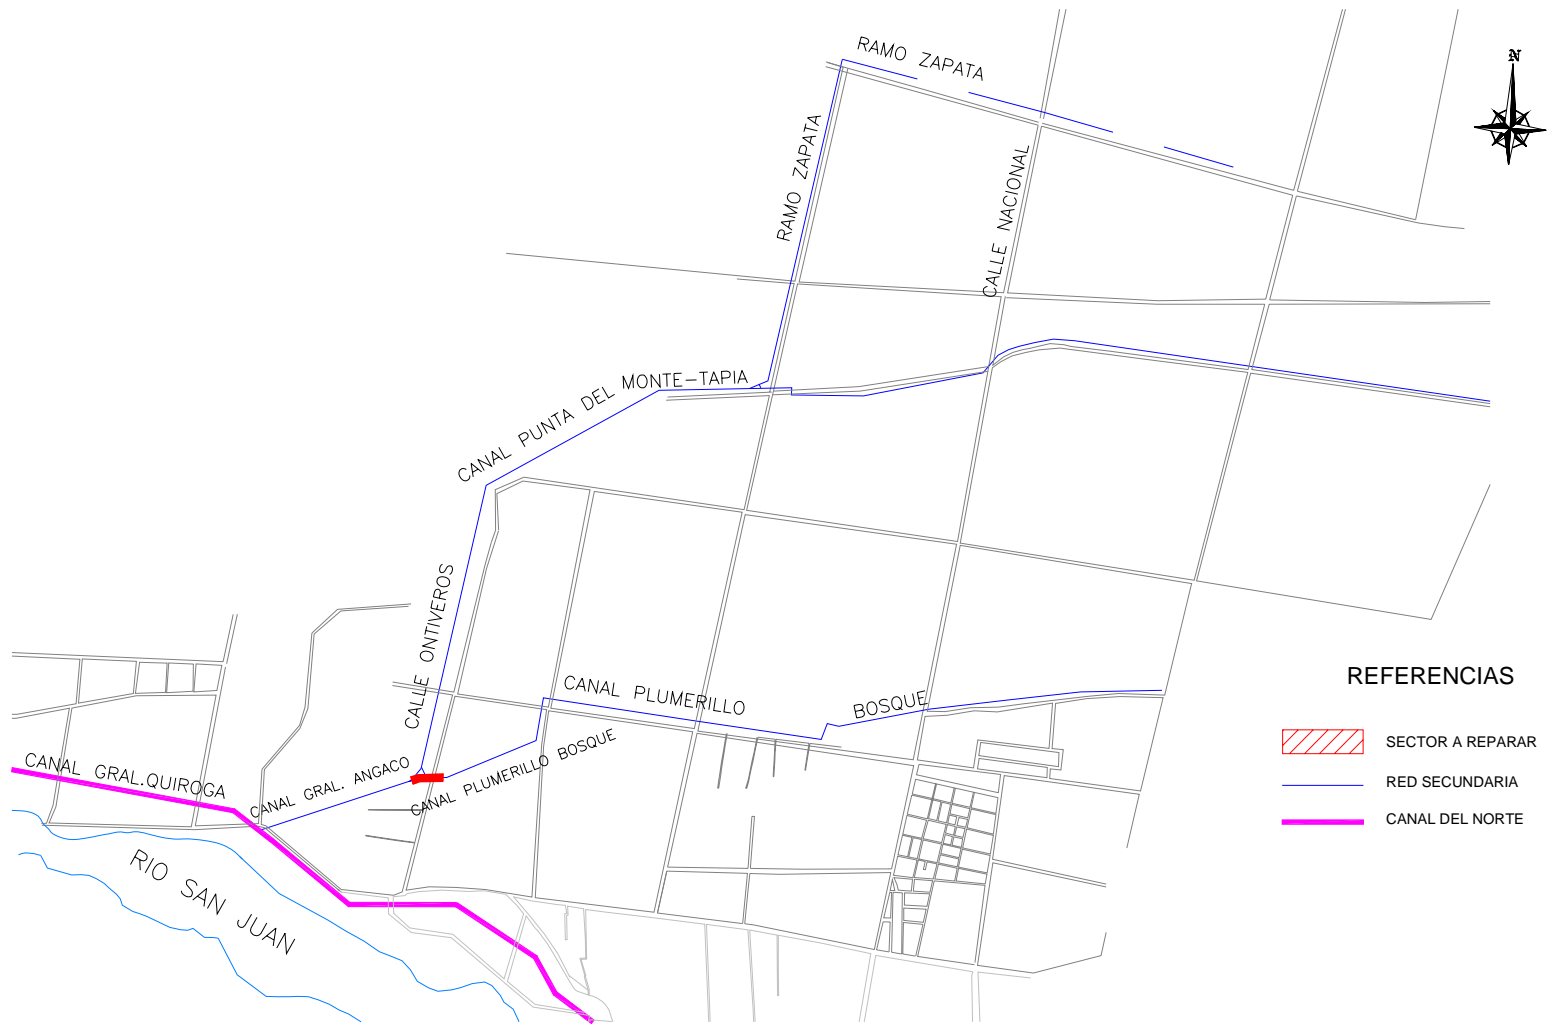 RAMO ZAPATA
N
RAMO ZAPATA
CALLE NACIONAL
CANAL PUNTA DEL MONTE-TAPIA
CALLE ONTIVEROS
CANAL PLUMERILLO BOSQUE
CANAL GRAL.QUIROGA
CANAL GRAL. ANGACO
CANAL PLUMERILLO BOSQUE
RIO SAN JUAN
REFERENCIAS
SECTOR A REPARAR
RED SECUNDARIA
CANAL DEL NORTE